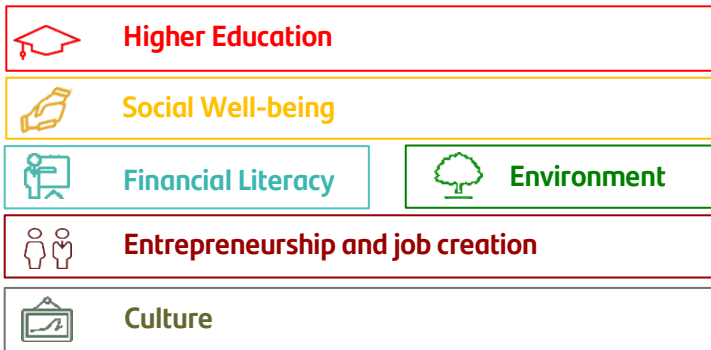 Higher Education
Social Well-being
Financial Literacy
Environment
Entrepreneurship and job creation
Culture